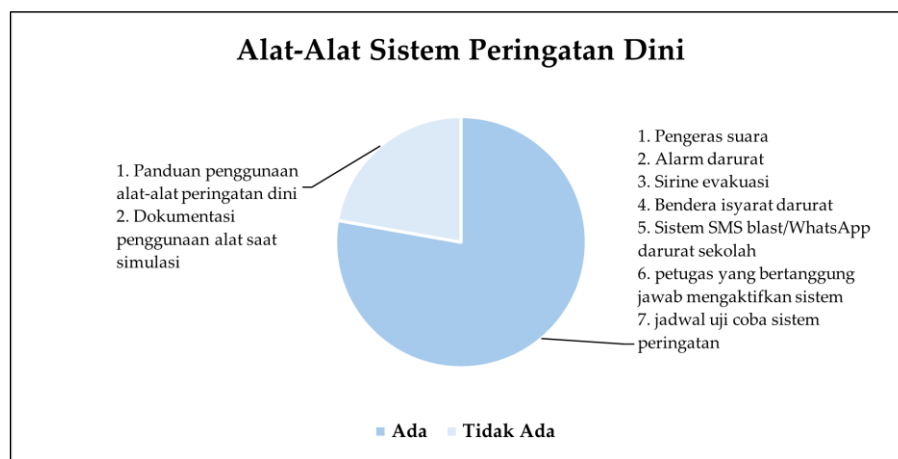 Alat-Alat Sistem Peringatan Dini
1. Panduan penggunaan
alat-alat peringatan dini
2. Dokumentasi
penggunaan alat saat
simulasi
1. Pengeras suara
2. Alarm darurat
3. Sirine evakuasi
4. Bendera isyarat darurat
5. Sistem SMS blast/WhatsApp
darurat sekolah
6. petugas yang bertanggung
jawab mengaktifkan sistem
7. jadwal uji coba sistem
peringatan
Ada Tidak Ada